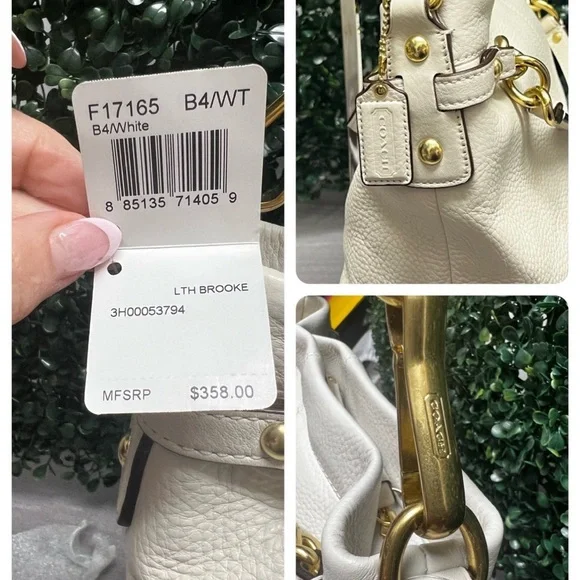 F17165 B4/WT
B4/White
8 85135 71405 9
LTH BROOKE
3H00053794
MFSRP $358.00
COACH
COACH